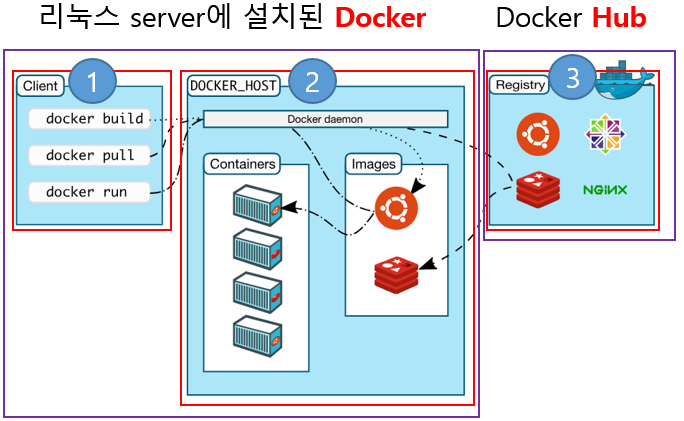 리눅스 server에 설치된 Docker
Docker Hub
Client
1
docker build
docker pull
docker run
DOCKER_HOST
2
Docker daemon
Containers
Images
Registry
3
NGINX